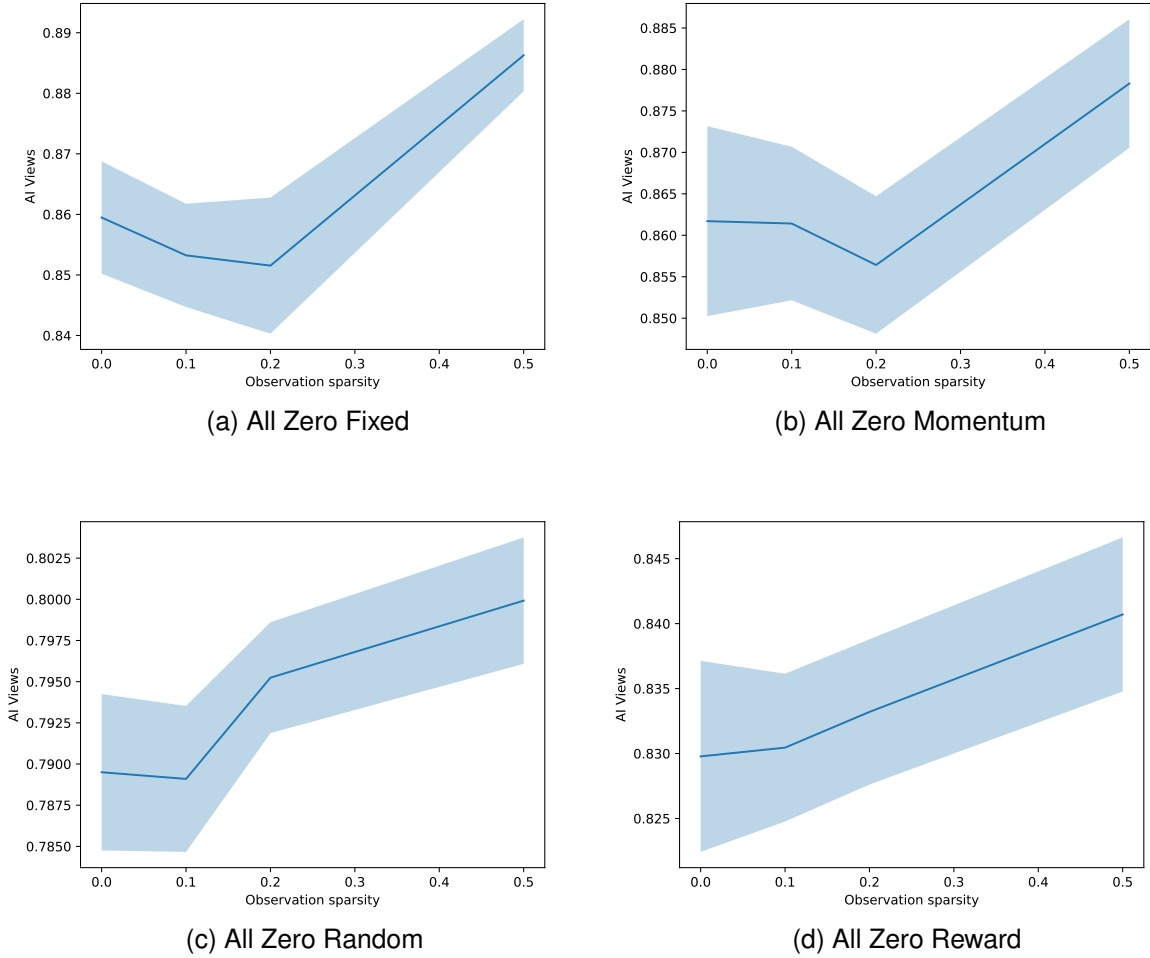 0.89
0.88
0.87
0.86
0.85
0.84
AI Views
0.0 0.1 0.2 0.3 0.4 0.5
Observation sparsity
(a) All Zero Fixed
0.885
0.880
0.875
0.870
0.865
0.860
0.855
0.850
AI Views
0.0 0.1 0.2 0.3 0.4 0.5
Observation sparsity
(b) All Zero Momentum
0.8025
0.8000
0.7975
0.7950
0.7925
0.7900
0.7875
0.7850
AI Views
0.0 0.1 0.2 0.3 0.4 0.5
Observation sparsity
(c) All Zero Random
0.845
0.840
0.835
0.830
0.825
AI Views
0.0 0.1 0.2 0.3 0.4 0.5
Observation sparsity
(d) All Zero Reward